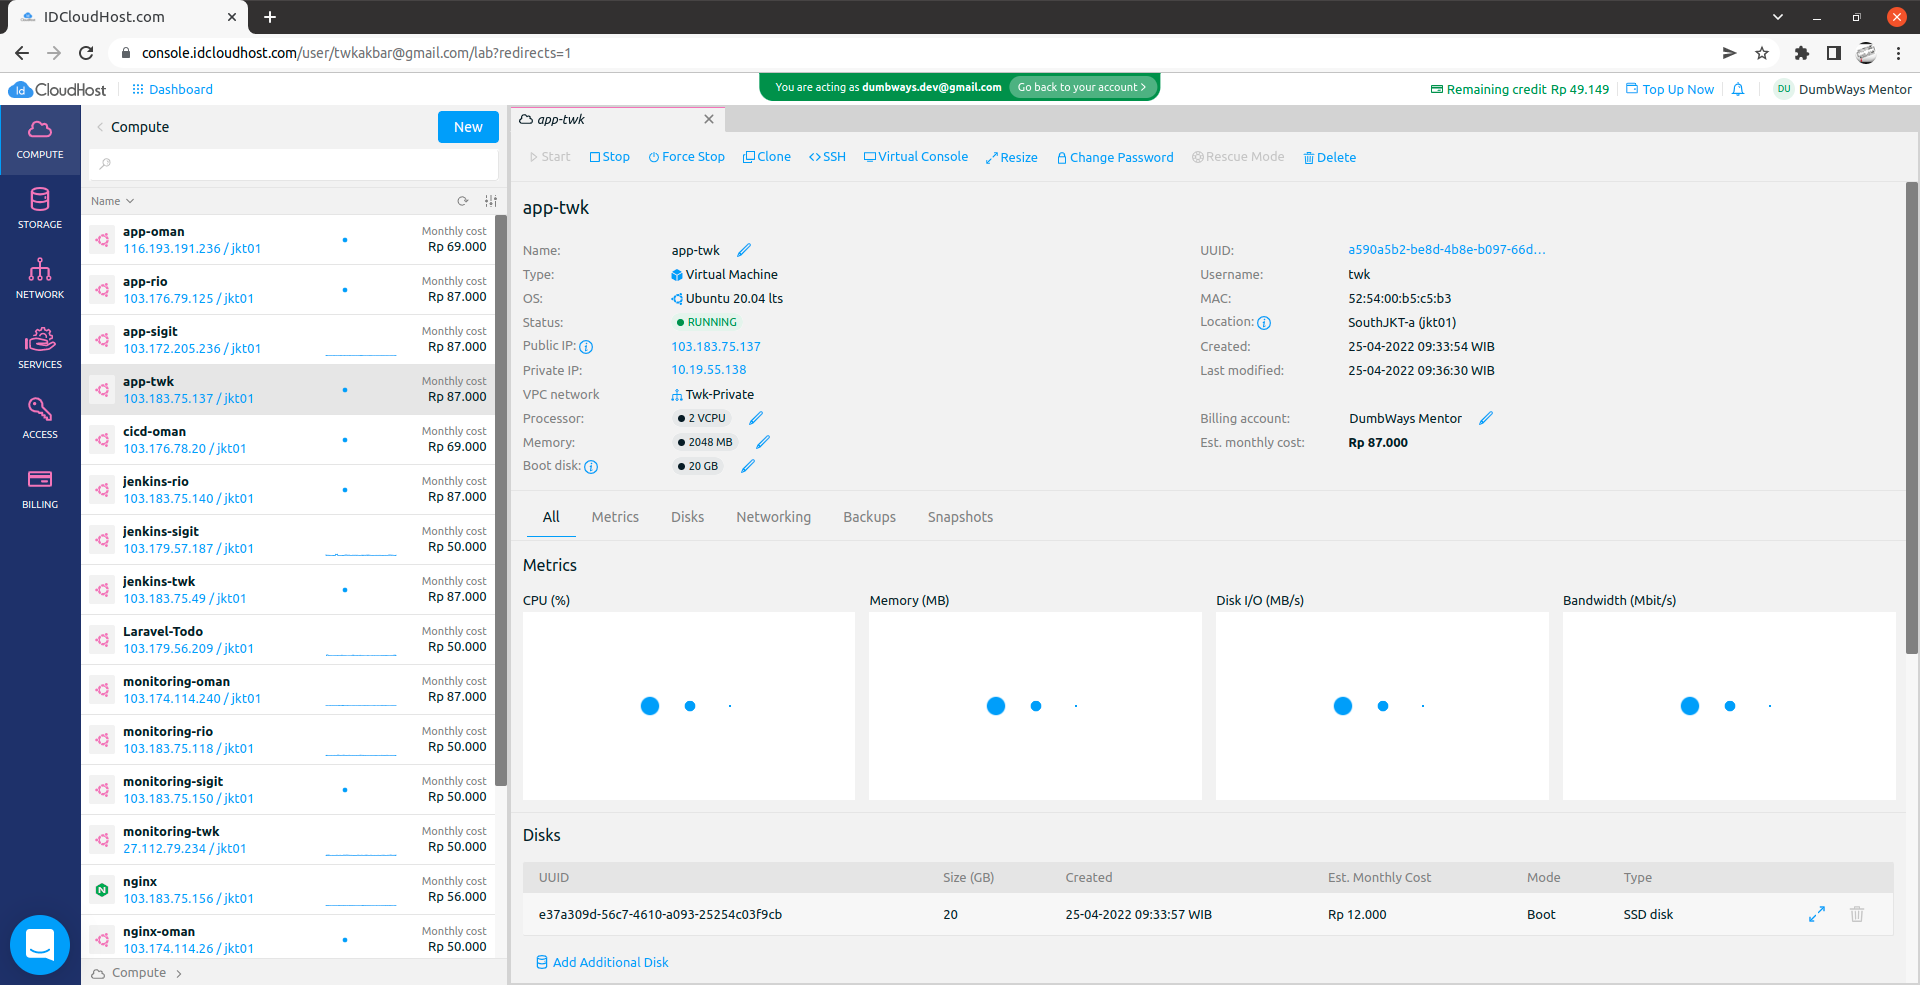 IDCloudHost.com
console.idcloudhost.com/user/twkakbar@gmail.com/lab?redirects=1
Id CloudHost
Dashboard
You are acting as dumbways.dev@gmail.com Go back to your account >
Remaining credit Rp 49.149
Top Up Now
DU DumbWays Mentor
COMPUTE
STORAGE
NETWORK
SERVICES
ACCESS
BILLING
Compute
New
Name
app-oman Monthly cost
116.193.191.236 / jkt01 Rp 69.000
app-rio Monthly cost
103.176.79.125 / jkt01 Rp 87.000
app-sigit Monthly cost
103.172.205.236 / jkt01 Rp 87.000
app-twk Monthly cost
103.183.75.137 / jkt01 Rp 87.000
cicd-oman Monthly cost
103.176.78.20 / jkt01 Rp 69.000
jenkins-rio Monthly cost
103.183.75.140 / jkt01 Rp 87.000
jenkins-sigit Monthly cost
103.179.57.187 / jkt01 Rp 50.000
jenkins-twk Monthly cost
103.183.75.49 / jkt01 Rp 87.000
Laravel-Todo Monthly cost
103.179.56.209 / jkt01 Rp 50.000
monitoring-oman Monthly cost
103.174.114.240 / jkt01 Rp 87.000
monitoring-rio Monthly cost
103.183.75.118 / jkt01 Rp 50.000
monitoring-sigit Monthly cost
103.183.75.150 / jkt01 Rp 50.000
monitoring-twk Monthly cost
27.112.79.234 / jkt01 Rp 50.000
nginx Monthly cost
103.183.75.156 / jkt01 Rp 56.000
nginx-oman Monthly cost
103.174.114.26 / jkt01 Rp 50.000
Compute >
app-twk
Start Stop Force Stop Clone SSH Virtual Console Resize Change Password Rescue Mode Delete
app-twk
Name: app-twk
Type: Virtual Machine
OS: Ubuntu 20.04 lts
Status: RUNNING
Public IP: 103.183.75.137
Private IP: 10.19.55.138
VPC network Twk-Private
Processor: 2 VCPU
Memory: 2048 MB
Boot disk: 20 GB
UUID: a590a5b2-be8d-4b8e-b097-66d...
Username: twk
MAC: 52:54:00:b5:c5:b3
Location: SouthJKT-a (jkt01)
Created: 25-04-2022 09:33:54 WIB
Last modified: 25-04-2022 09:36:30 WIB
Billing account: DumbWays Mentor
Est. monthly cost: Rp 87.000
All Metrics Disks Networking Backups Snapshots
Metrics
CPU (%) Memory (MB) Disk I/O (MB/s) Bandwidth (Mbit/s)
Disks
UUID Size (GB) Created Est. Monthly Cost Mode Type
e37a309d-56c7-4610-a093-25254c03f9cb 20 25-04-2022 09:33:57 WIB Rp 12.000 Boot SSD disk
Add Additional Disk